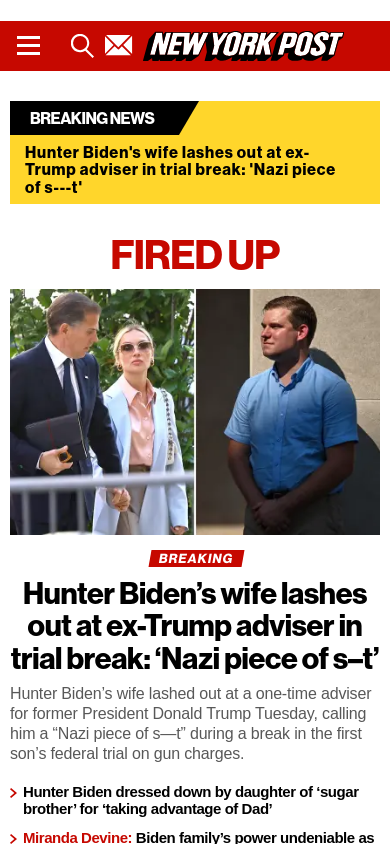 NEW YORK POST
BREAKING NEWS
Hunter Biden's wife lashes out at ex-
Trump adviser in trial break: 'Nazi piece
of s---t'
FIRED UP
BREAKING
Hunter Biden’s wife lashes
out at ex-Trump adviser in
trial break: ‘Nazi piece of s–t’
Hunter Biden’s wife lashed out at a one-time adviser
for former President Donald Trump Tuesday, calling
him a “Nazi piece of s—t” during a break in the first
son’s federal trial on gun charges.
Hunter Biden dressed down by daughter of ‘sugar
brother’ for ‘taking advantage of Dad’
Miranda Devine: Biden family’s power undeniable as